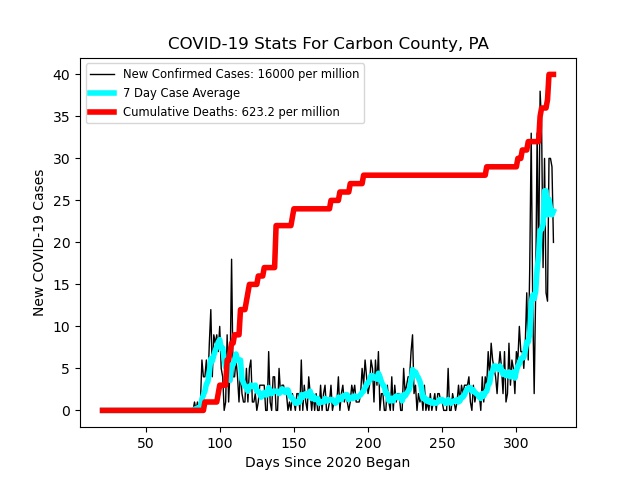 COVID-19 Stats For Carbon County, PA
New Confirmed Cases: 16000 per million
7 Day Case Average
Cumulative Deaths: 623.2 per million
New COVID-19 Cases
40
35
30
25
20
15
10
5
0
50
100
150
200
250
300
Days Since 2020 Began